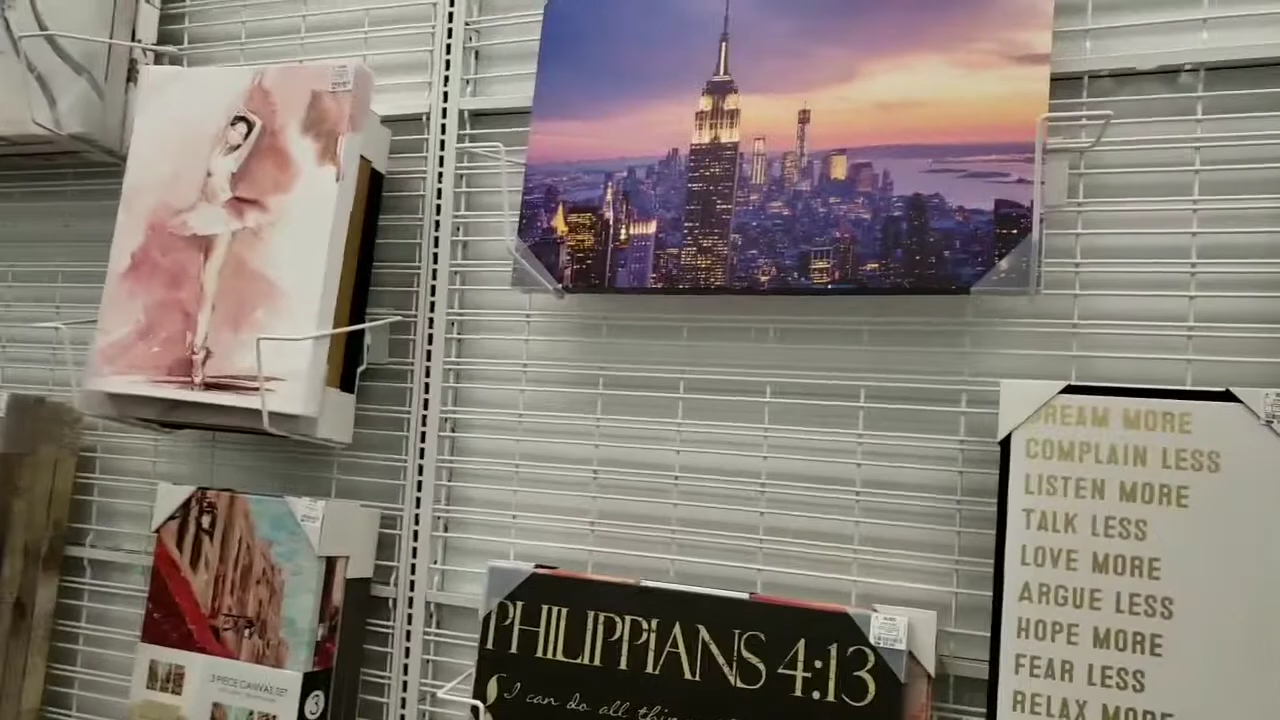 DREAM MORE
COMPLAIN LESS
LISTEN MORE
TALK LESS
LOVE MORE
ARGUE LESS
HOPE MORE
FEAR LESS
RELAX MORE
PHILIPPIANS 4:13
I can do all
3 PIECE CANVAS SET
3